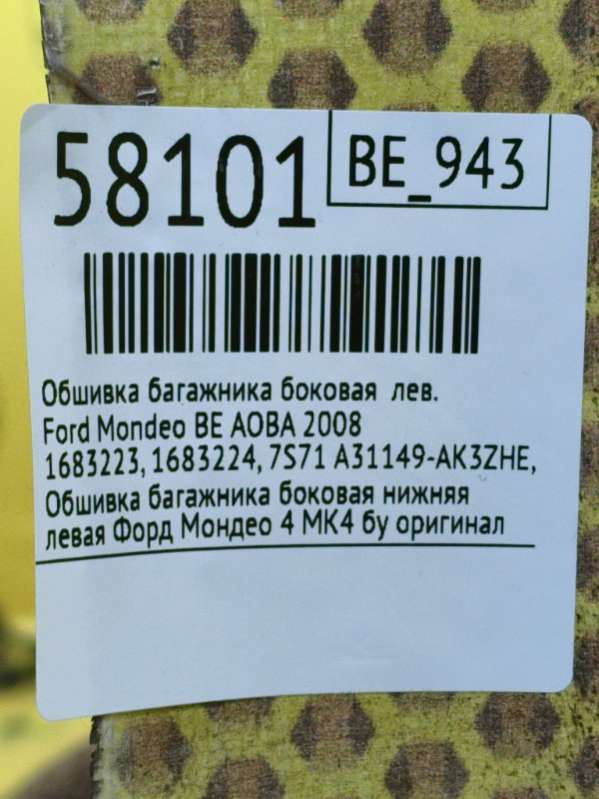 58101
BE_943
Обшивка багажника боковая лев.
Ford Mondeo BE AOBA 2008
1683223, 1683224, 7S71 A31149-AK3ZHE,
Обшивка багажника боковая нижняя
левая Форд Мондео 4 МК4 бу оригинал